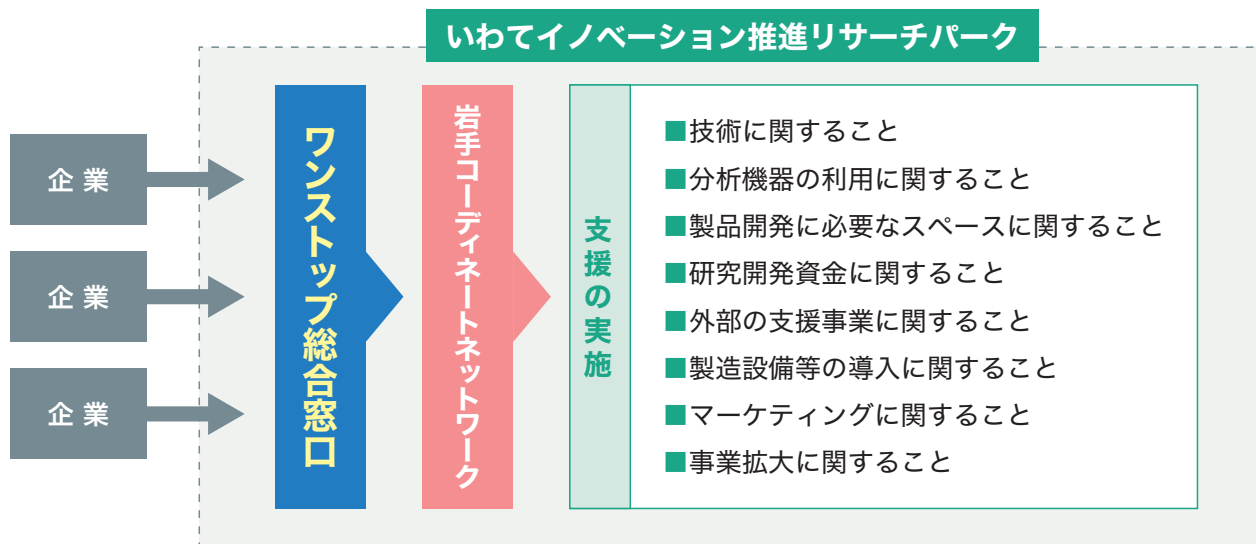 いわてイノベーション推進リサーチパーク
企業
企業
企業
ワンストップ総合窓口
岩手コーディネートネットワーク
支援の実施
■技術に関すること
■分析機器の利用に関すること
■製品開発に必要なスペースに関すること
■研究開発資金に関すること
■外部の支援事業に関すること
■製造設備等の導入に関すること
■マーケティングに関すること
■事業拡大に関すること